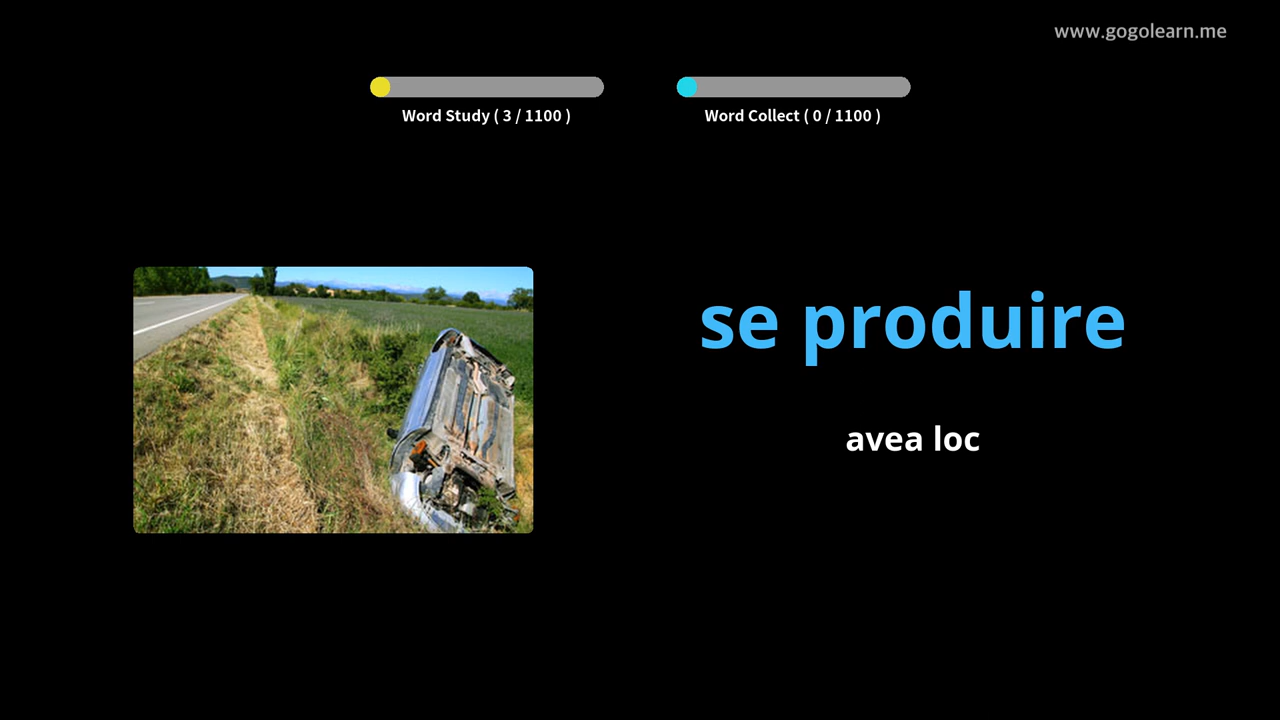 www.gogolearn.me
Word Study ( 3 / 1100 )
Word Collect ( 0 / 1100 )
se produire
avea loc